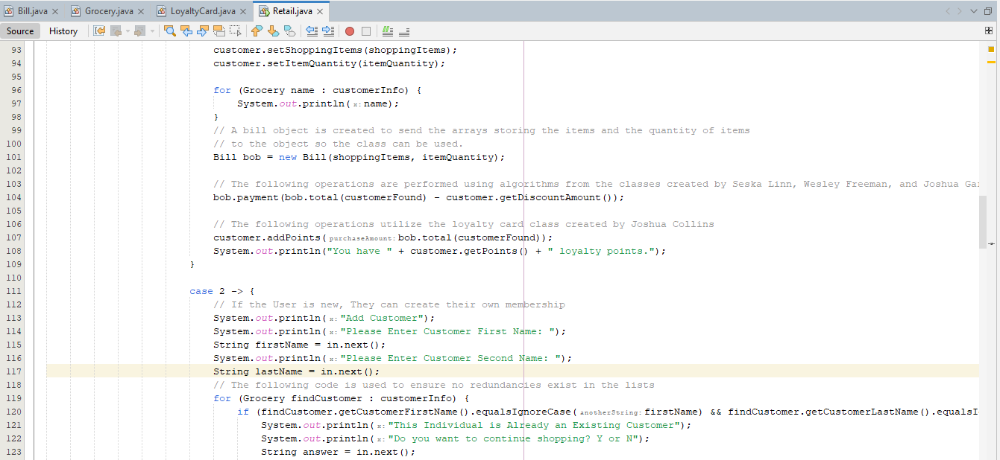 Bill.java Grocery.java LoyaltyCard.java Retail.java
Source History
93 customer.setShoppingItems(shoppingItems);
94 customer.setItemQuantity(itemQuantity);
95
96 for (Grocery name : customerInfo) {
97 System.out.println( x: name);
98 }
99 // A bill object is created to send the arrays storing the items and the quantity of items
100 // to the object so the class can be used.
101 Bill bob = new Bill(shoppingItems, itemQuantity);
102
103 // The following operations are performed using algorithms from the classes created by Seska Linn, Wesley Freeman, and Joshua
104 bob.payment(bob.total(customerFound) - customer.getDiscountAmount());
105
106 // The following operations utilize the loyalty card class created by Joshua Collins
107 customer.addPoints( purchaseAmount: bob.total(customerFound));
108 System.out.println("You have " + customer.getPoints() + " loyalty points.");
109 }
110
111 case 2 -> {
112 // If the User is new, They can create their own membership
113 System.out.println( x: "Add Customer");
114 System.out.println( x: "Please Enter Customer First Name: ");
115 String firstName = in.next();
116 System.out.println( x: "Please Enter Customer Second Name: ");
117 String lastName = in.next();
118 // The following code is used to ensure no redundancies exist in the lists
119 for (Grocery findCustomer : customerInfo) {
120 if (findCustomer.getCustomerFirstName().equalsIgnoreCase( anotherString: firstName) && findCustomer.getCustomerLastName().equalsI
121 System.out.println( x: "This Individual is Already an Existing Customer");
122 System.out.println( x: "Do you want to continue shopping? Y or N");
123 String answer = in.next();